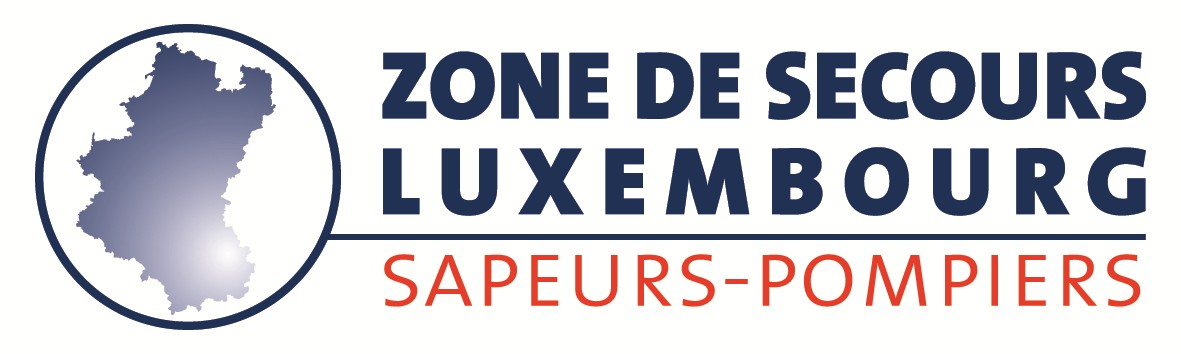 ZONE DE SECOURS
LUXEMBOURG
SAPEURS-POMPIERS